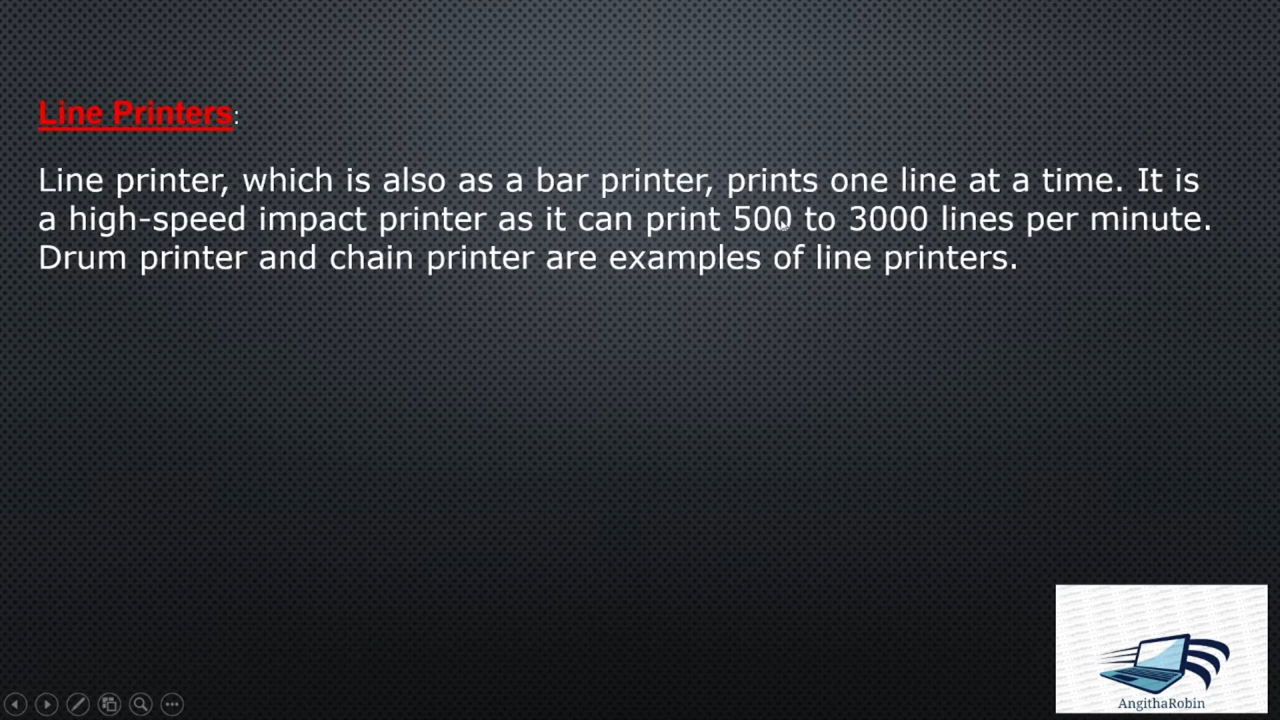 Line Printers:
Line printer, which is also as a bar printer, prints one line at a time. It is
a high-speed impact printer as it can print 500 to 3000 lines per minute.
Drum printer and chain printer are examples of line printers.
AngithaRobin